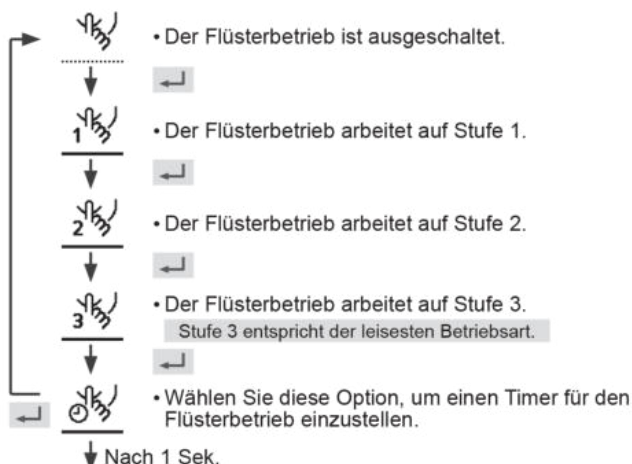 • Der Flüsterbetrieb ist ausgeschaltet.
1
• Der Flüsterbetrieb arbeitet auf Stufe 1.
2
• Der Flüsterbetrieb arbeitet auf Stufe 2.
3
• Der Flüsterbetrieb arbeitet auf Stufe 3.
Stufe 3 entspricht der leisesten Betriebsart.
• Wählen Sie diese Option, um einen Timer für den
Flüsterbetrieb einzustellen.
Nach 1 Sek.